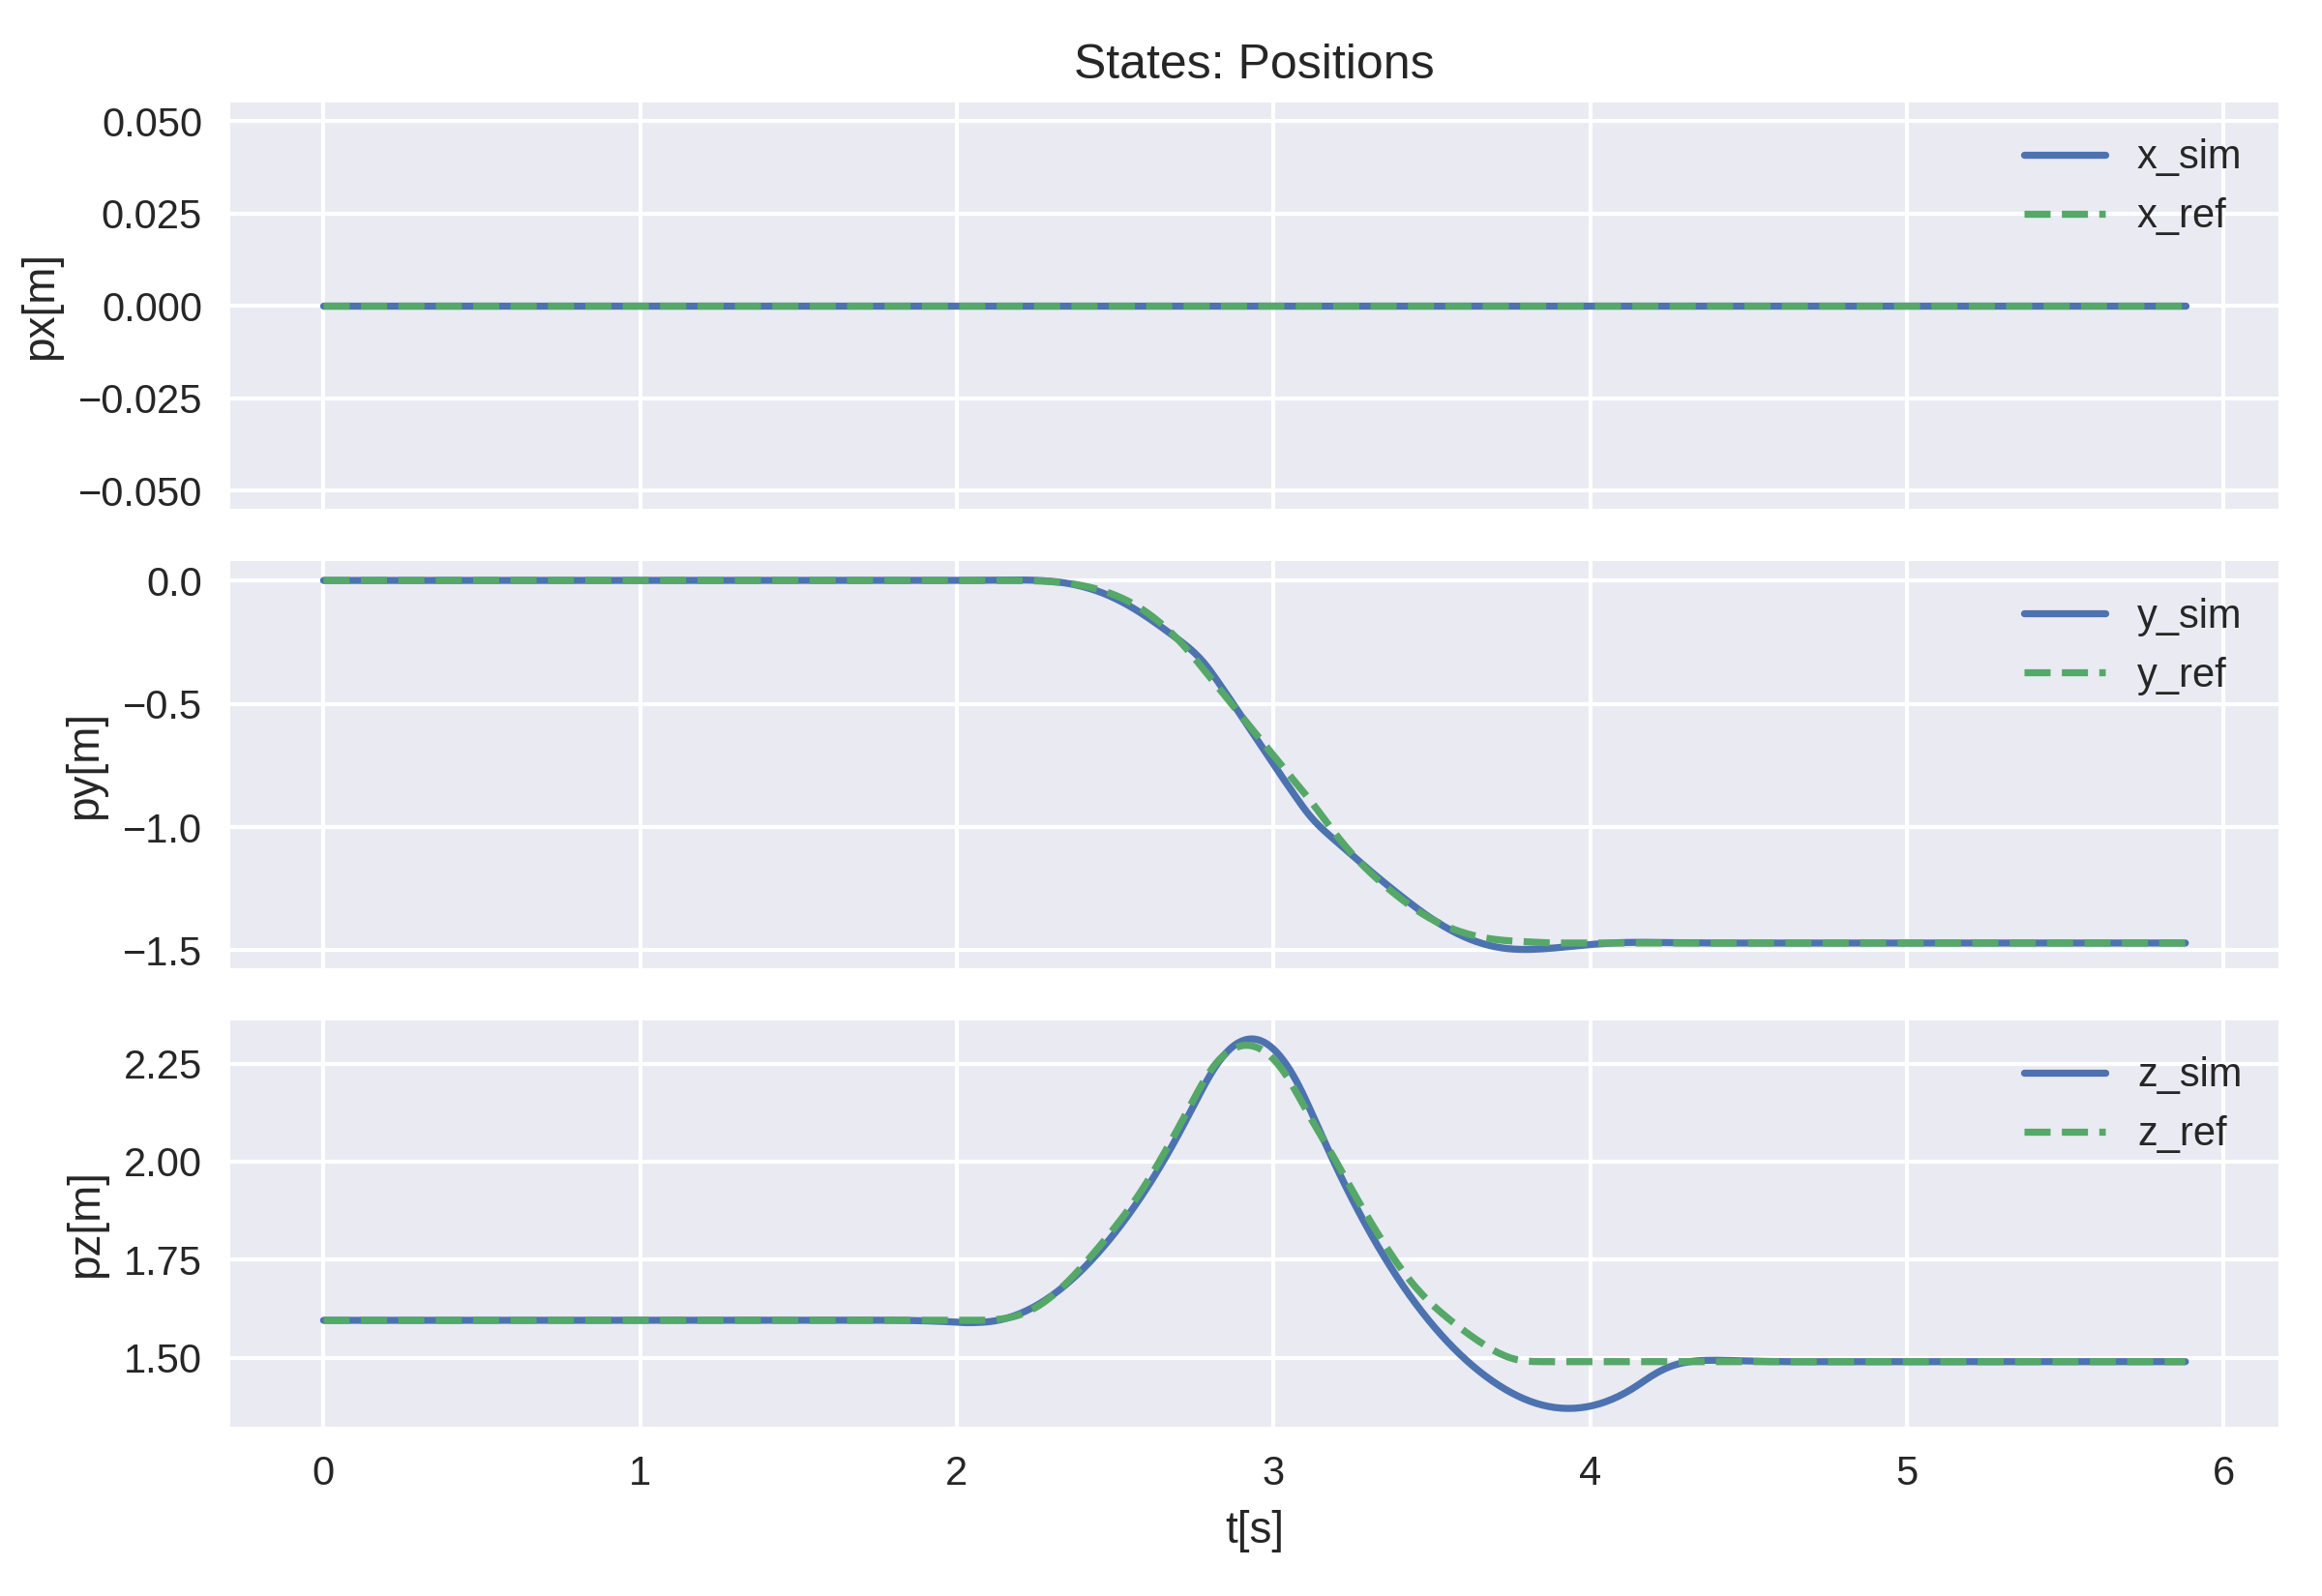 States: Positions
0.050
0.025
0.000
−0.025
−0.050
px[m]
x_sim
x_ref
0.0
−0.5
−1.0
−1.5
py[m]
y_sim
y_ref
2.25
2.00
1.75
1.50
pz[m]
z_sim
z_ref
0 1 2 3 4 5 6
t[s]